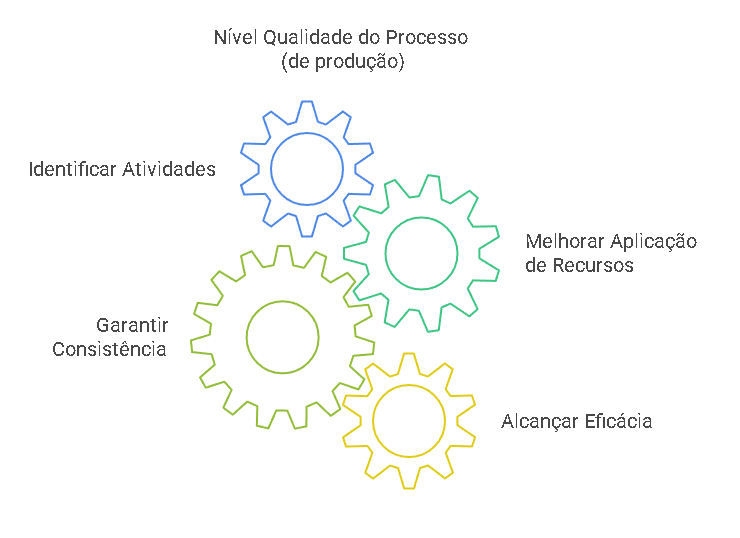 Nível Qualidade do Processo
(de produção)
Identificar Atividades
Melhorar Aplicação
de Recursos
Garantir
Consistência
Alcançar Eficácia